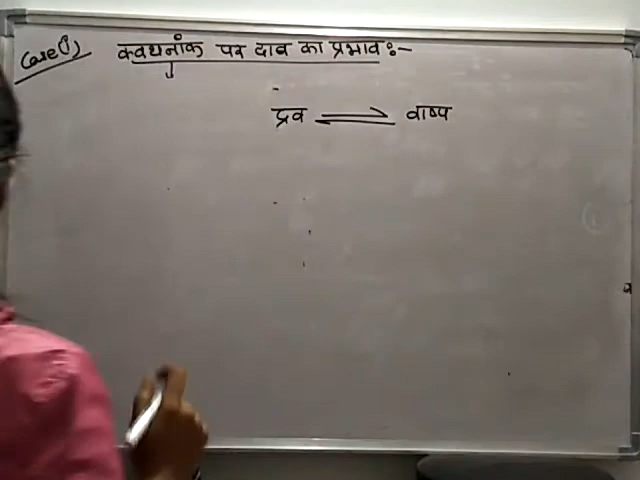 Case(i) क्वथनांक पर दाब का प्रभाव:-
द्रव ⇌ वाष्प